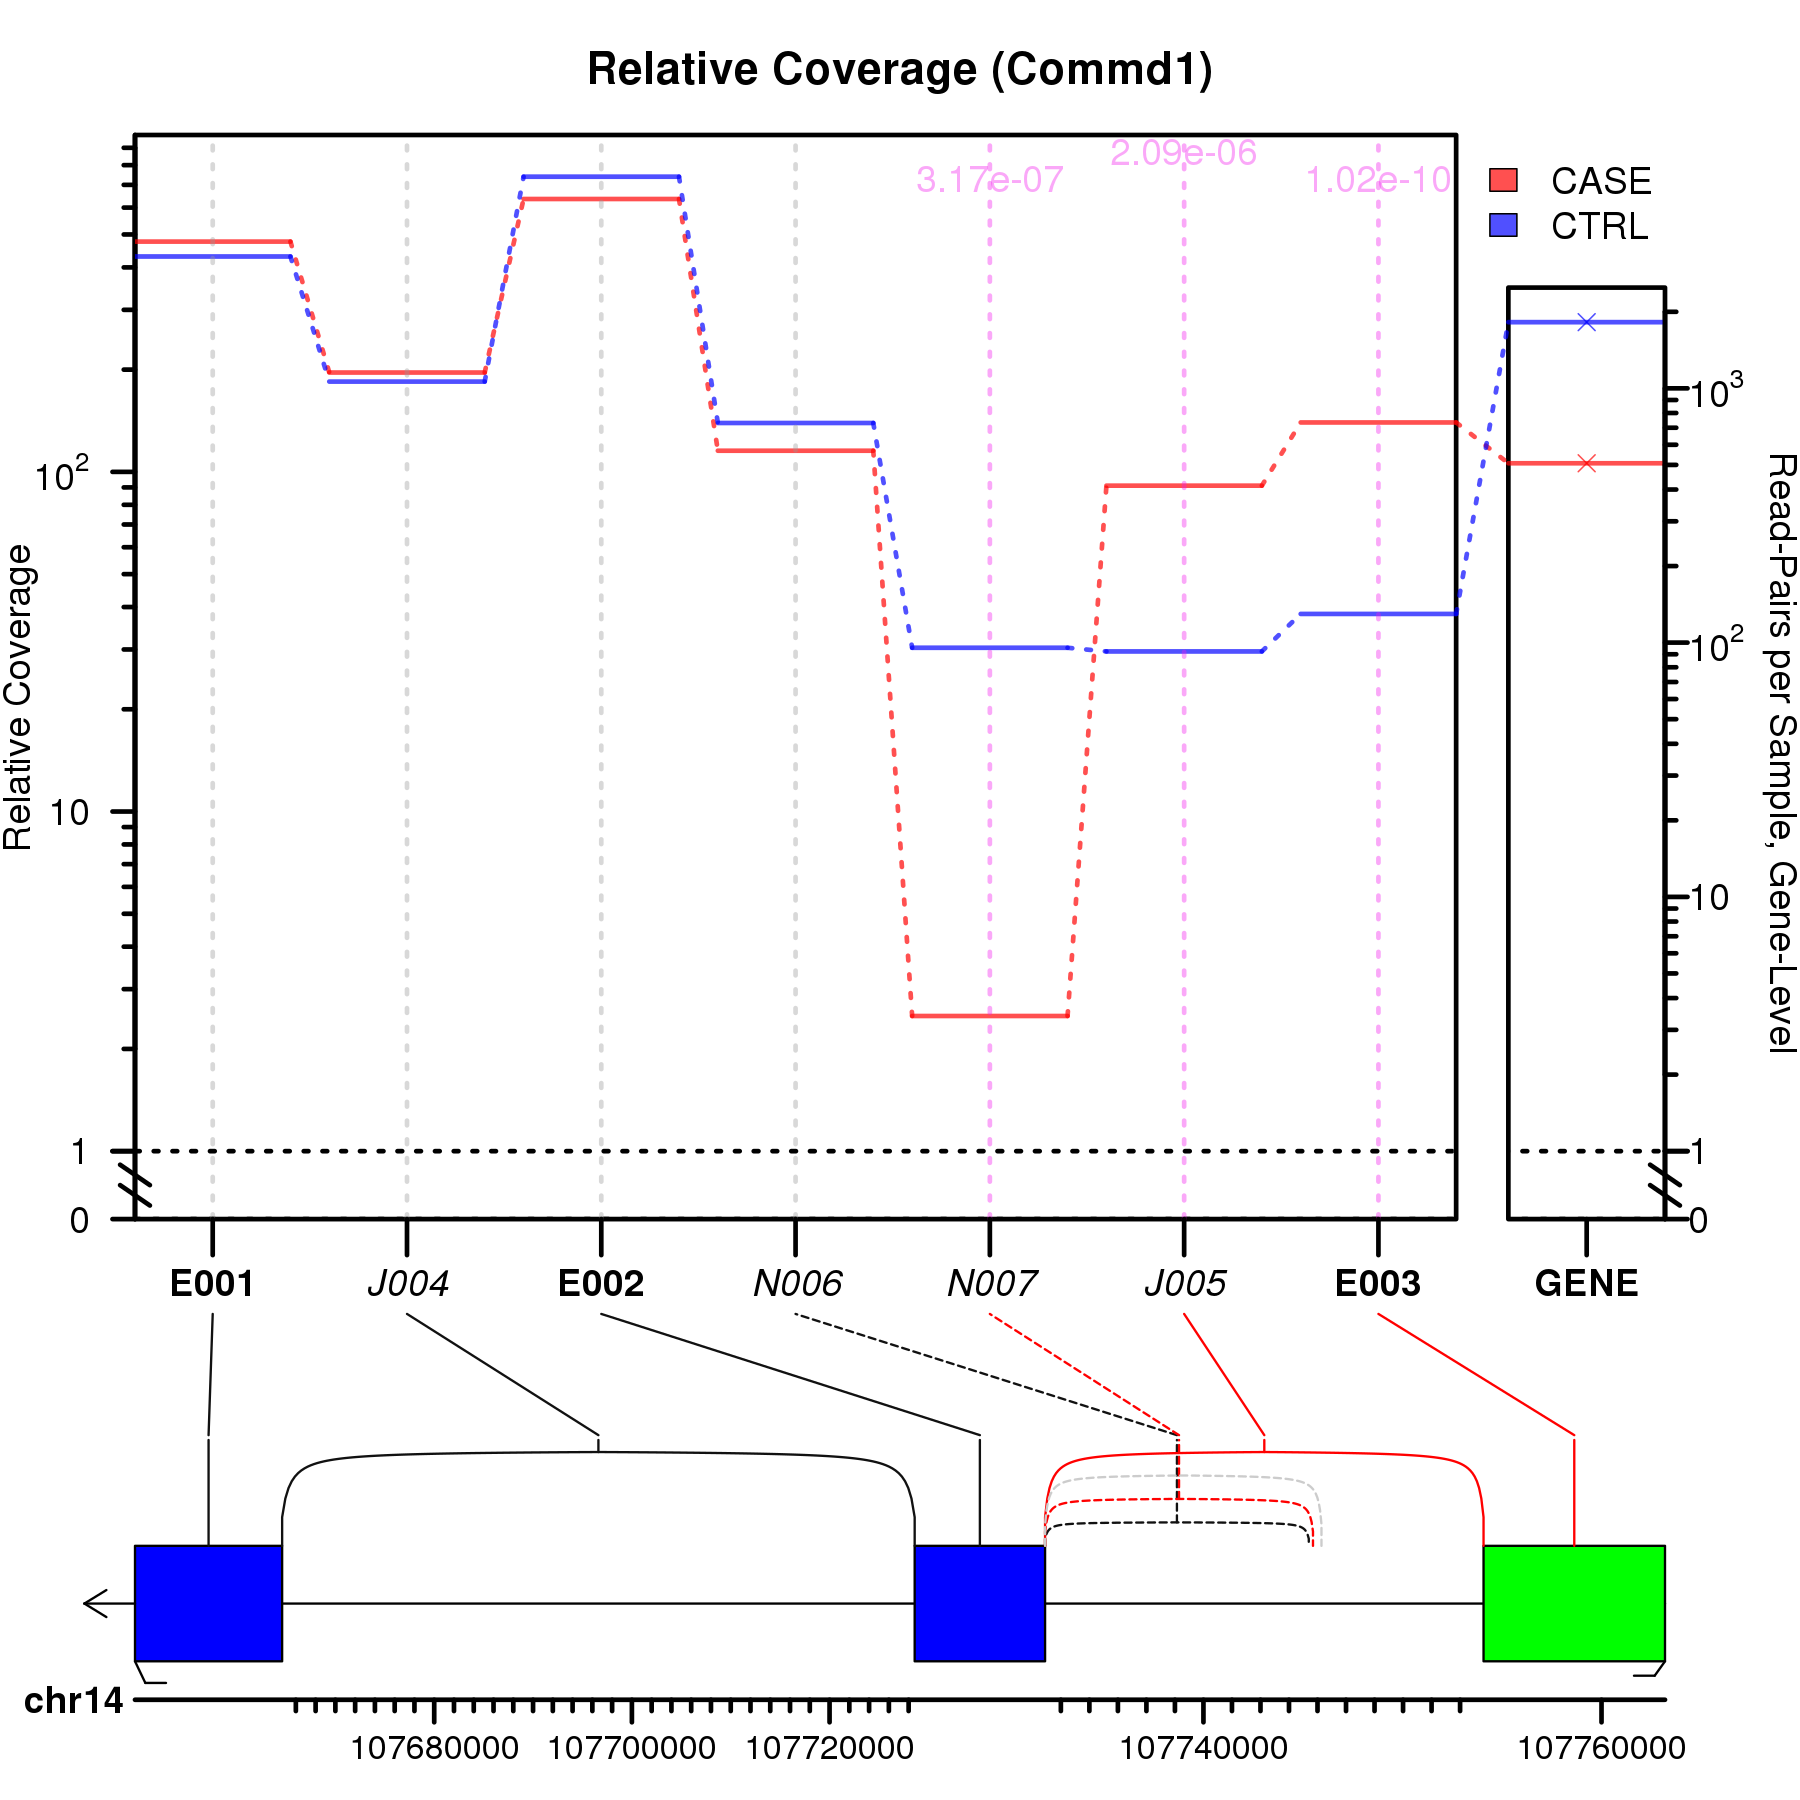 Relative Coverage (Commd1)
3.17e-07
2.09e-06
1.02e-10
CASE
CTRL
Relative Coverage
10²
10
1
0
10³
10²
10
1
0
Read-Pairs per Sample, Gene-Level
E001 J004 E002 N006 N007 J005 E003 GENE
chr14
107680000 107700000 107720000 107740000 107760000